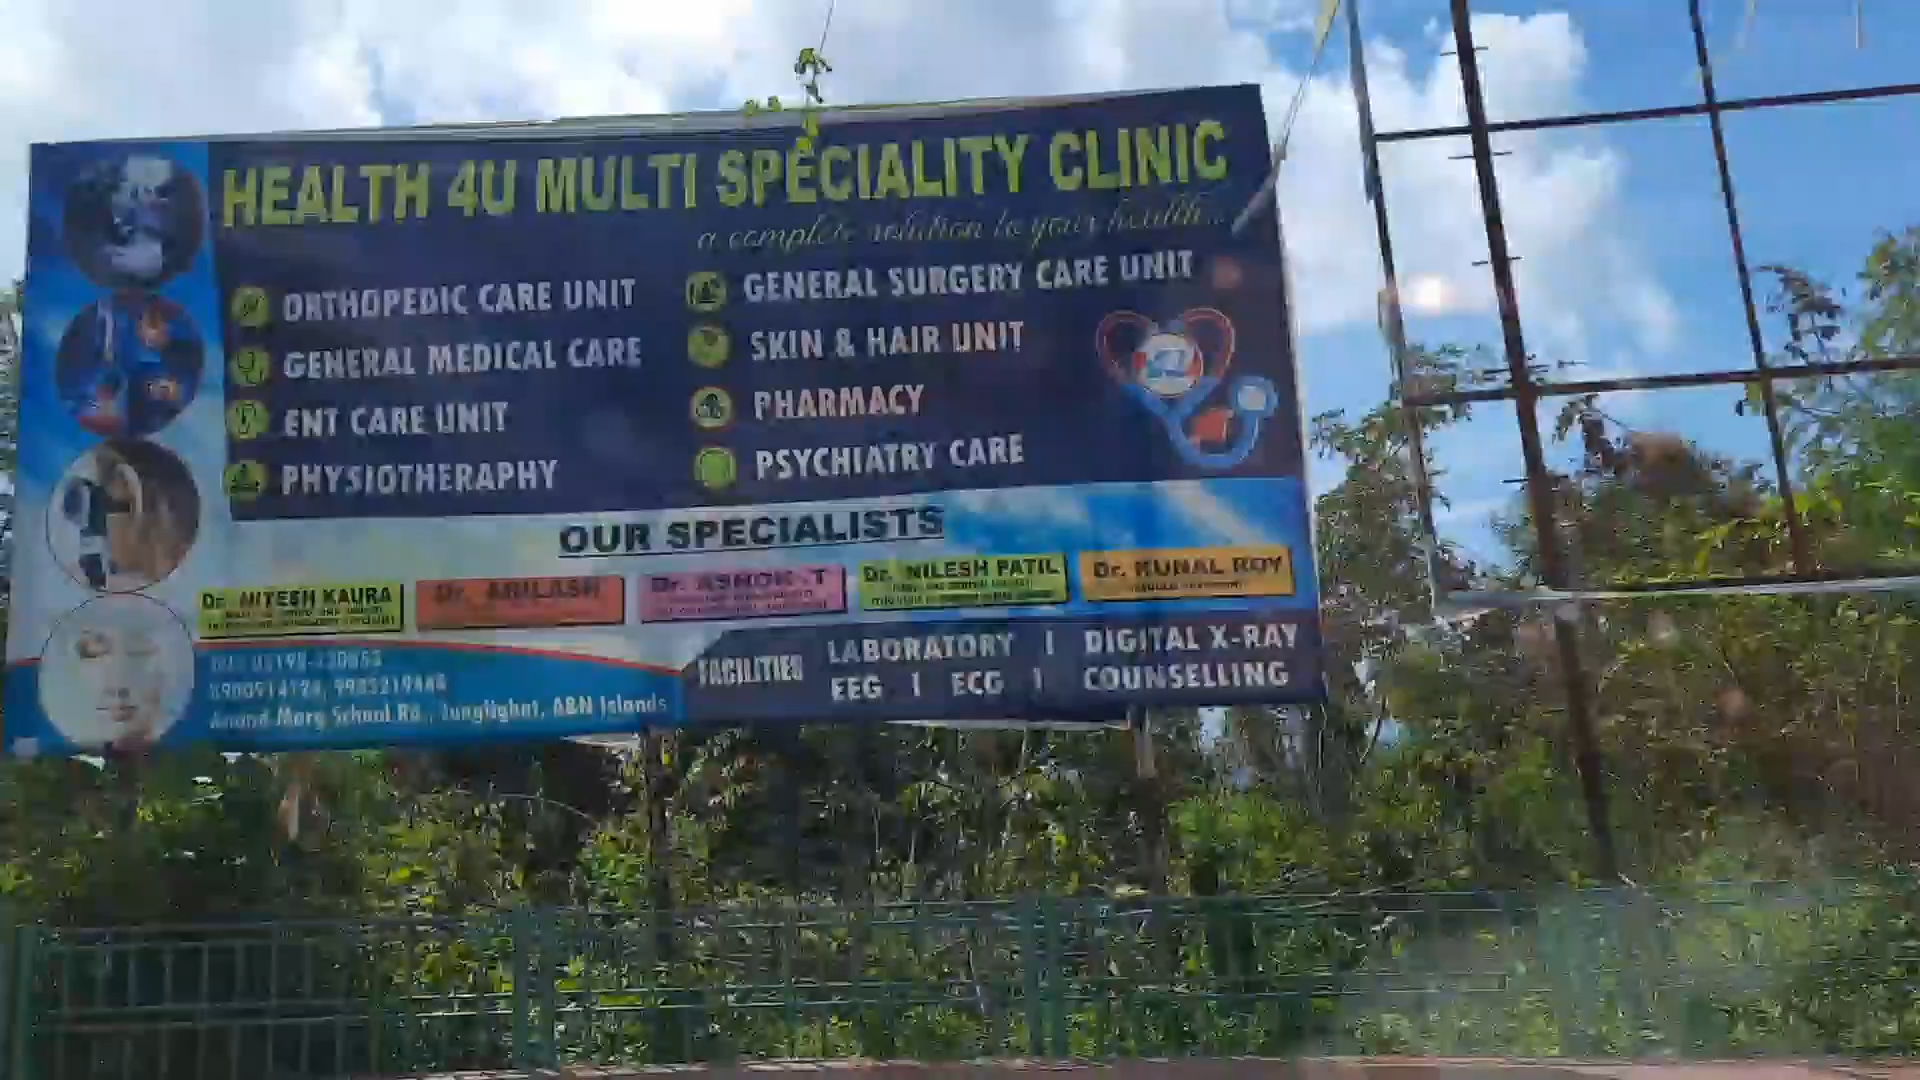 HEALTH 4U MULTI SPECIALITY CLINIC
a complete solution to your health...
ORTHOPEDIC CARE UNIT
GENERAL MEDICAL CARE
ENT CARE UNIT
PHYSIOTHERAPHY
GENERAL SURGERY CARE UNIT
SKIN & HAIR UNIT
PHARMACY
PSYCHIATRY CARE
OUR SPECIALISTS
Dr. NITESH KAURA
Dr. ABILASH
Dr. ASHOK T
Dr. NILESH PATIL
Dr. KUNAL ROY
Anand Marg School Rd., Junglighat, A&N Islands
FACILITIES
LABORATORY | DIGITAL X-RAY
EEG | ECG | COUNSELLING